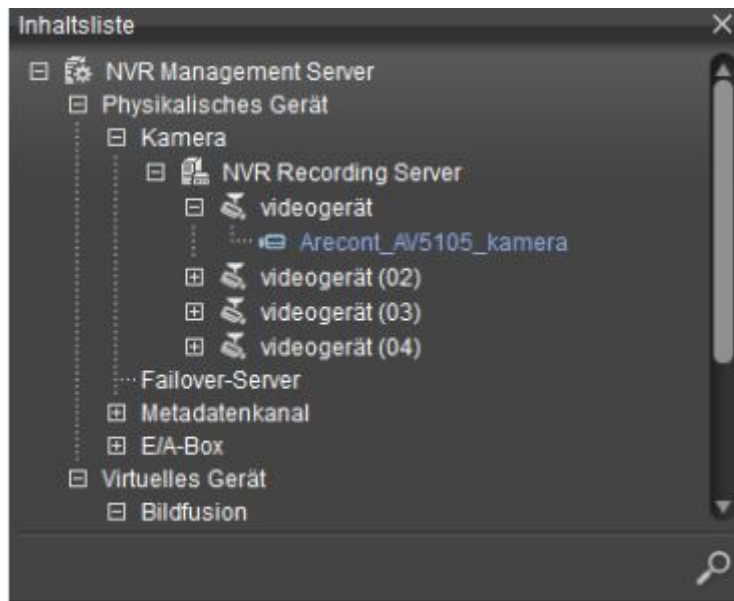 Inhaltsliste
NVR Management Server
Physikalisches Gerät
Kamera
NVR Recording Server
videogerät
Arecont_AV5105_kamera
videogerät (02)
videogerät (03)
videogerät (04)
Failover-Server
Metadatenkanal
E/A-Box
Virtuelles Gerät
Bildfusion